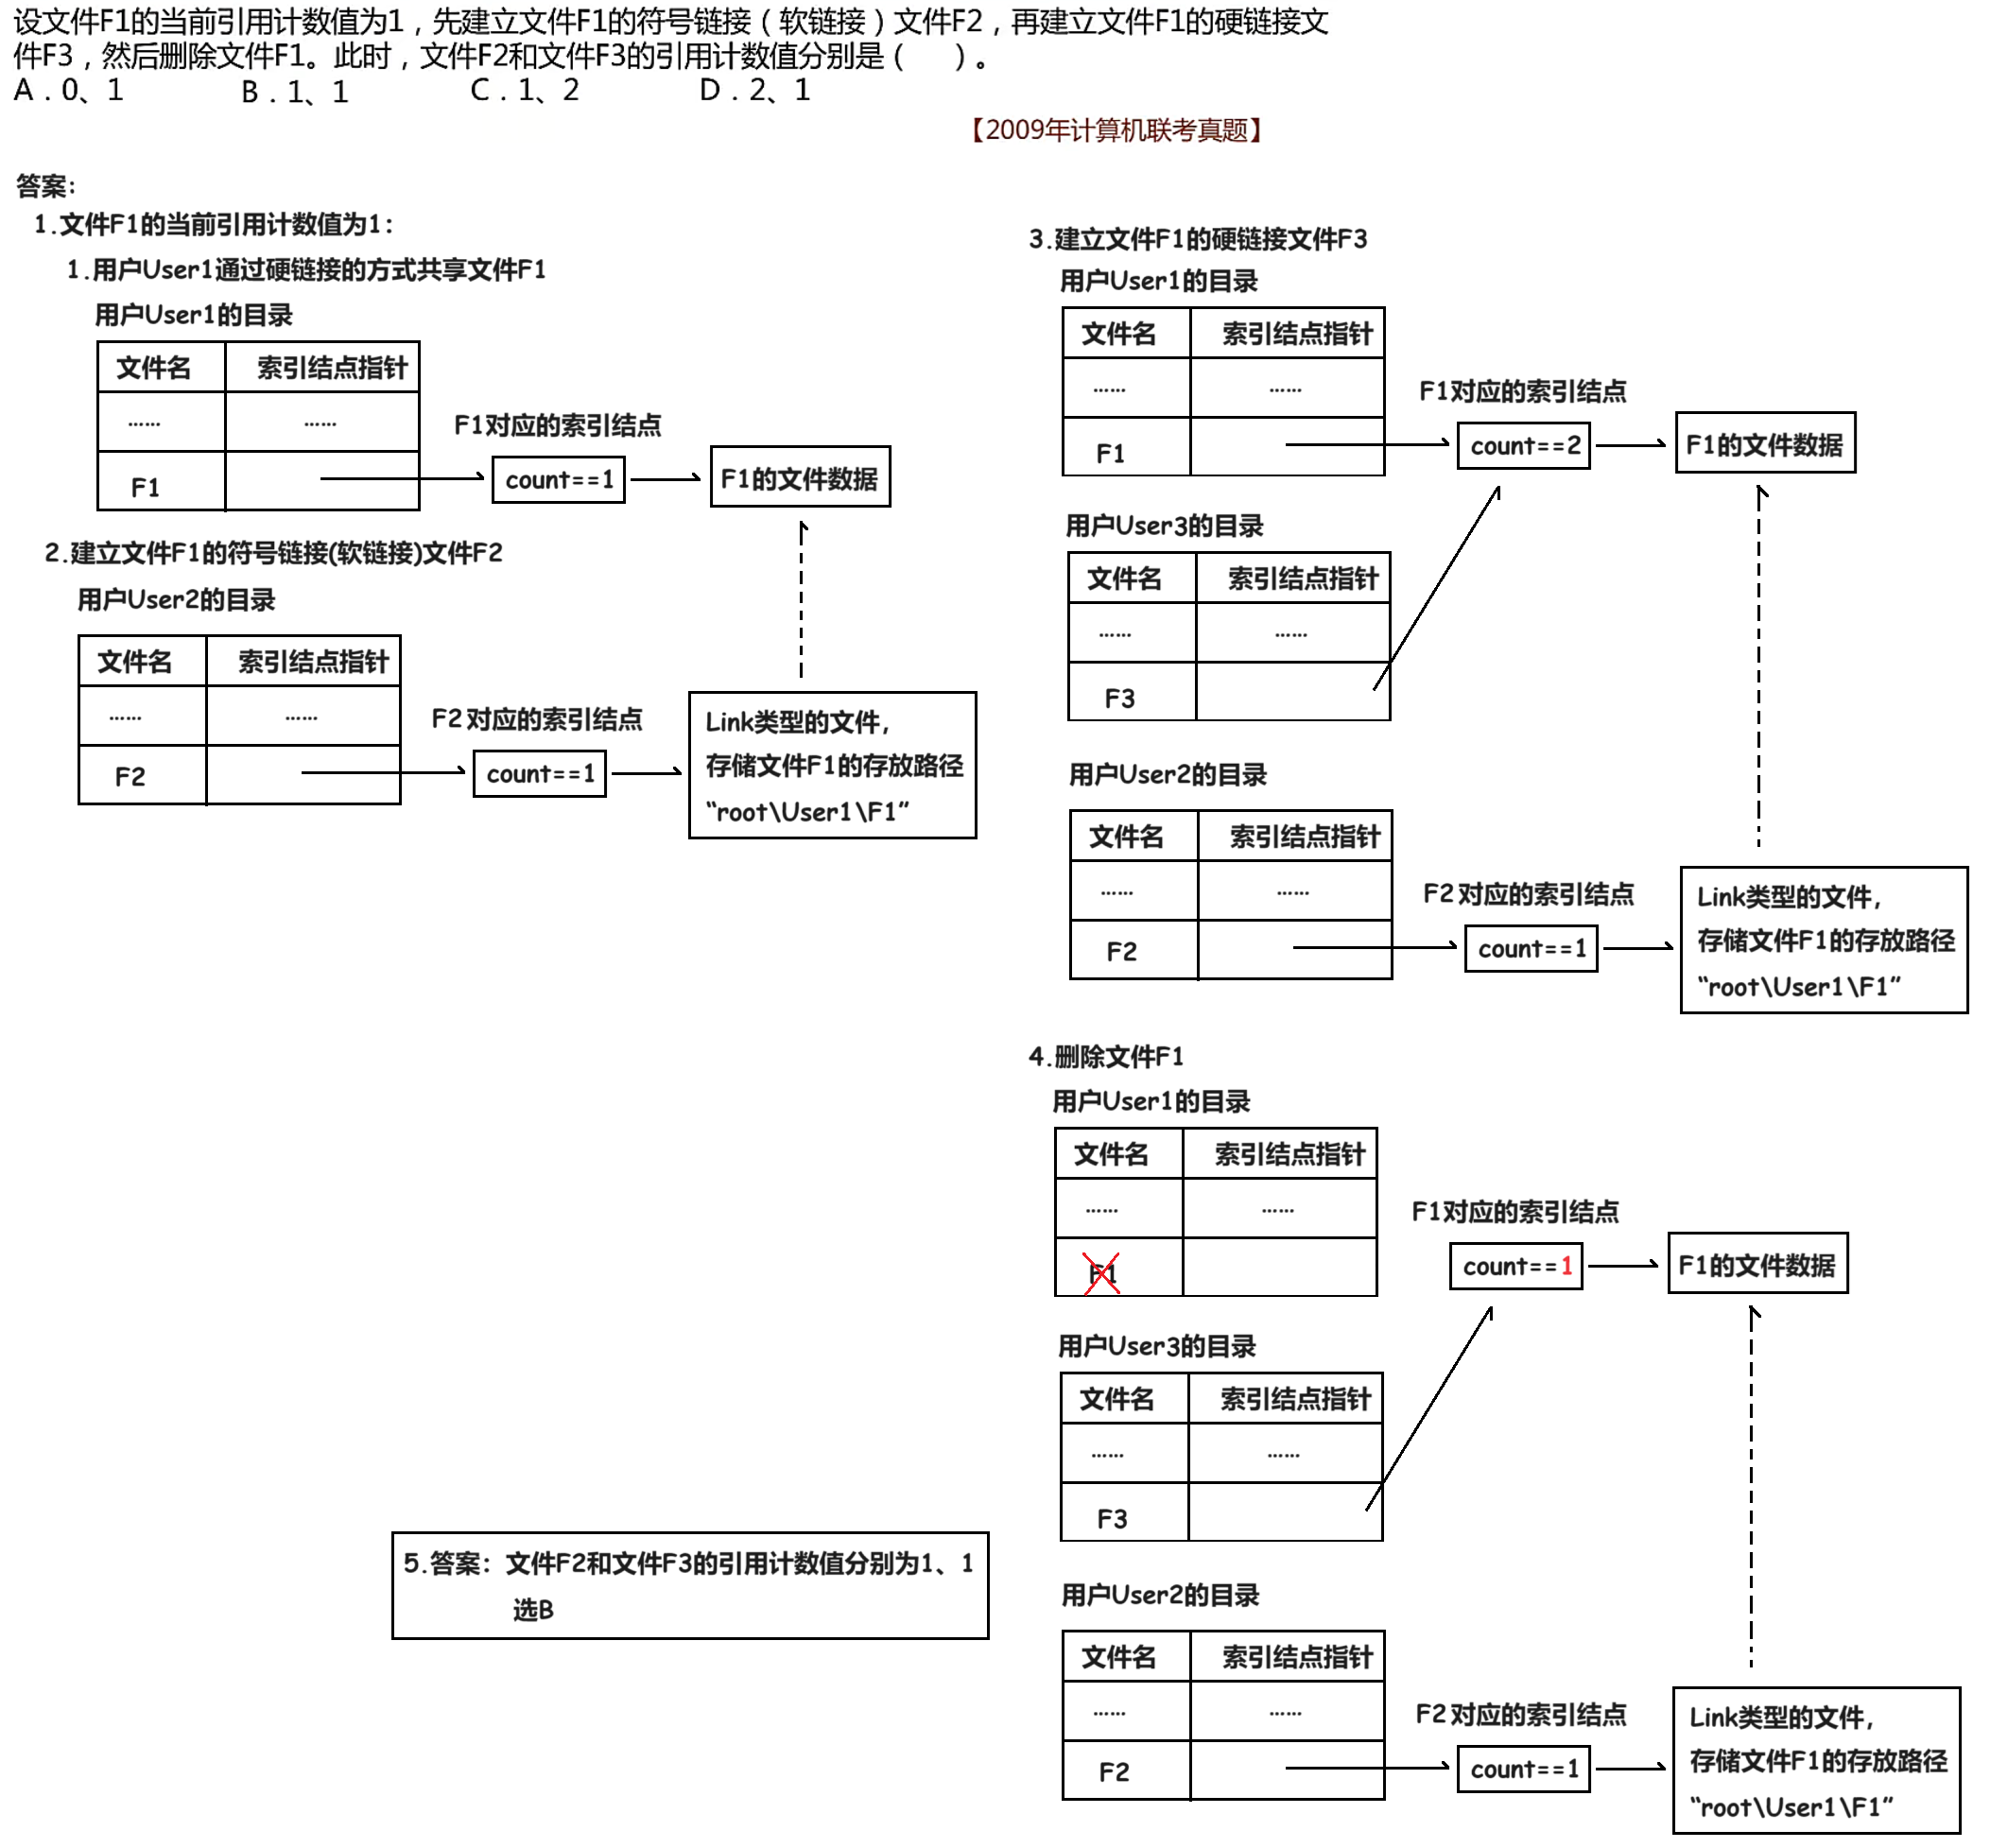 设文件F1的当前引用计数值为1，先建立文件F1的符号链接（软链接）文件F2，再建立文件F1的硬链接文
件F3，然后删除文件F1。此时，文件F2和文件F3的引用计数值分别是（　　）。
A．0、1　　B．1、1　　C．1、2　　D．2、1
【2009年计算机联考真题】
答案：
1.文件F1的当前引用计数值为1：
1.用户User1通过硬链接的方式共享文件F1
用户User1的目录
文件名　索引结点指针
……　……
F1
F1对应的索引结点
count==1
F1的文件数据
2.建立文件F1的符号链接(软链接)文件F2
用户User2的目录
文件名　索引结点指针
……　……
F2
F2对应的索引结点
count==1
Link类型的文件，
存储文件F1的存放路径
“root\User1\F1”
3.建立文件F1的硬链接文件F3
用户User1的目录
文件名　索引结点指针
……　……
F1
F1对应的索引结点
count==2
F1的文件数据
用户User3的目录
文件名　索引结点指针
……　……
F3
用户User2的目录
文件名　索引结点指针
……　……
F2
F2对应的索引结点
count==1
Link类型的文件，
存储文件F1的存放路径
“root\User1\F1”
4.删除文件F1
用户User1的目录
文件名　索引结点指针
……　……
F1
F1对应的索引结点
count==1
F1的文件数据
用户User3的目录
文件名　索引结点指针
……　……
F3
用户User2的目录
文件名　索引结点指针
……　……
F2
F2对应的索引结点
count==1
Link类型的文件，
存储文件F1的存放路径
“root\User1\F1”
5.答案：文件F2和文件F3的引用计数值分别为1、1
选B